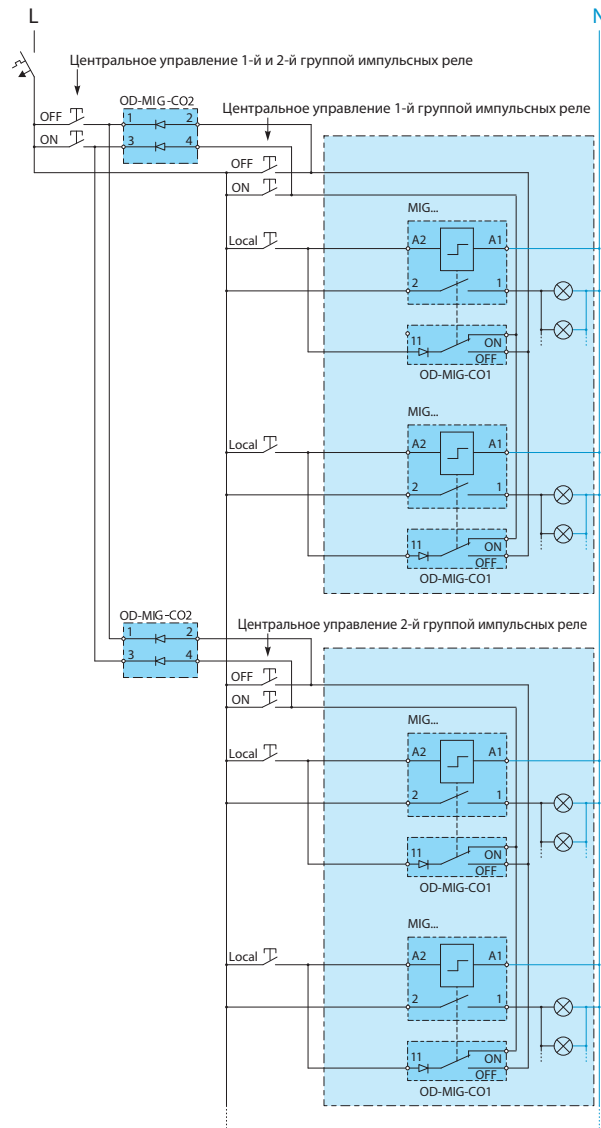 L N
Центральное управление 1-й и 2-й группой импульсных реле
OD-MIG-CO2
Центральное управление 1-й группой импульсных реле
OFF 1 2
ON 3 4
OFF
ON
MIG...
Local A2 A1
2 1
11 ON
OFF
OD-MIG-CO1
MIG...
Local A2 A1
2 1
11 ON
OFF
OD-MIG-CO1
OD-MIG-CO2
Центральное управление 2-й группой импульсных реле
1 2
3 4
OFF
ON
MIG...
Local A2 A1
2 1
11 ON
OFF
OD-MIG-CO1
MIG...
Local A2 A1
2 1
11 ON
OFF
OD-MIG-CO1